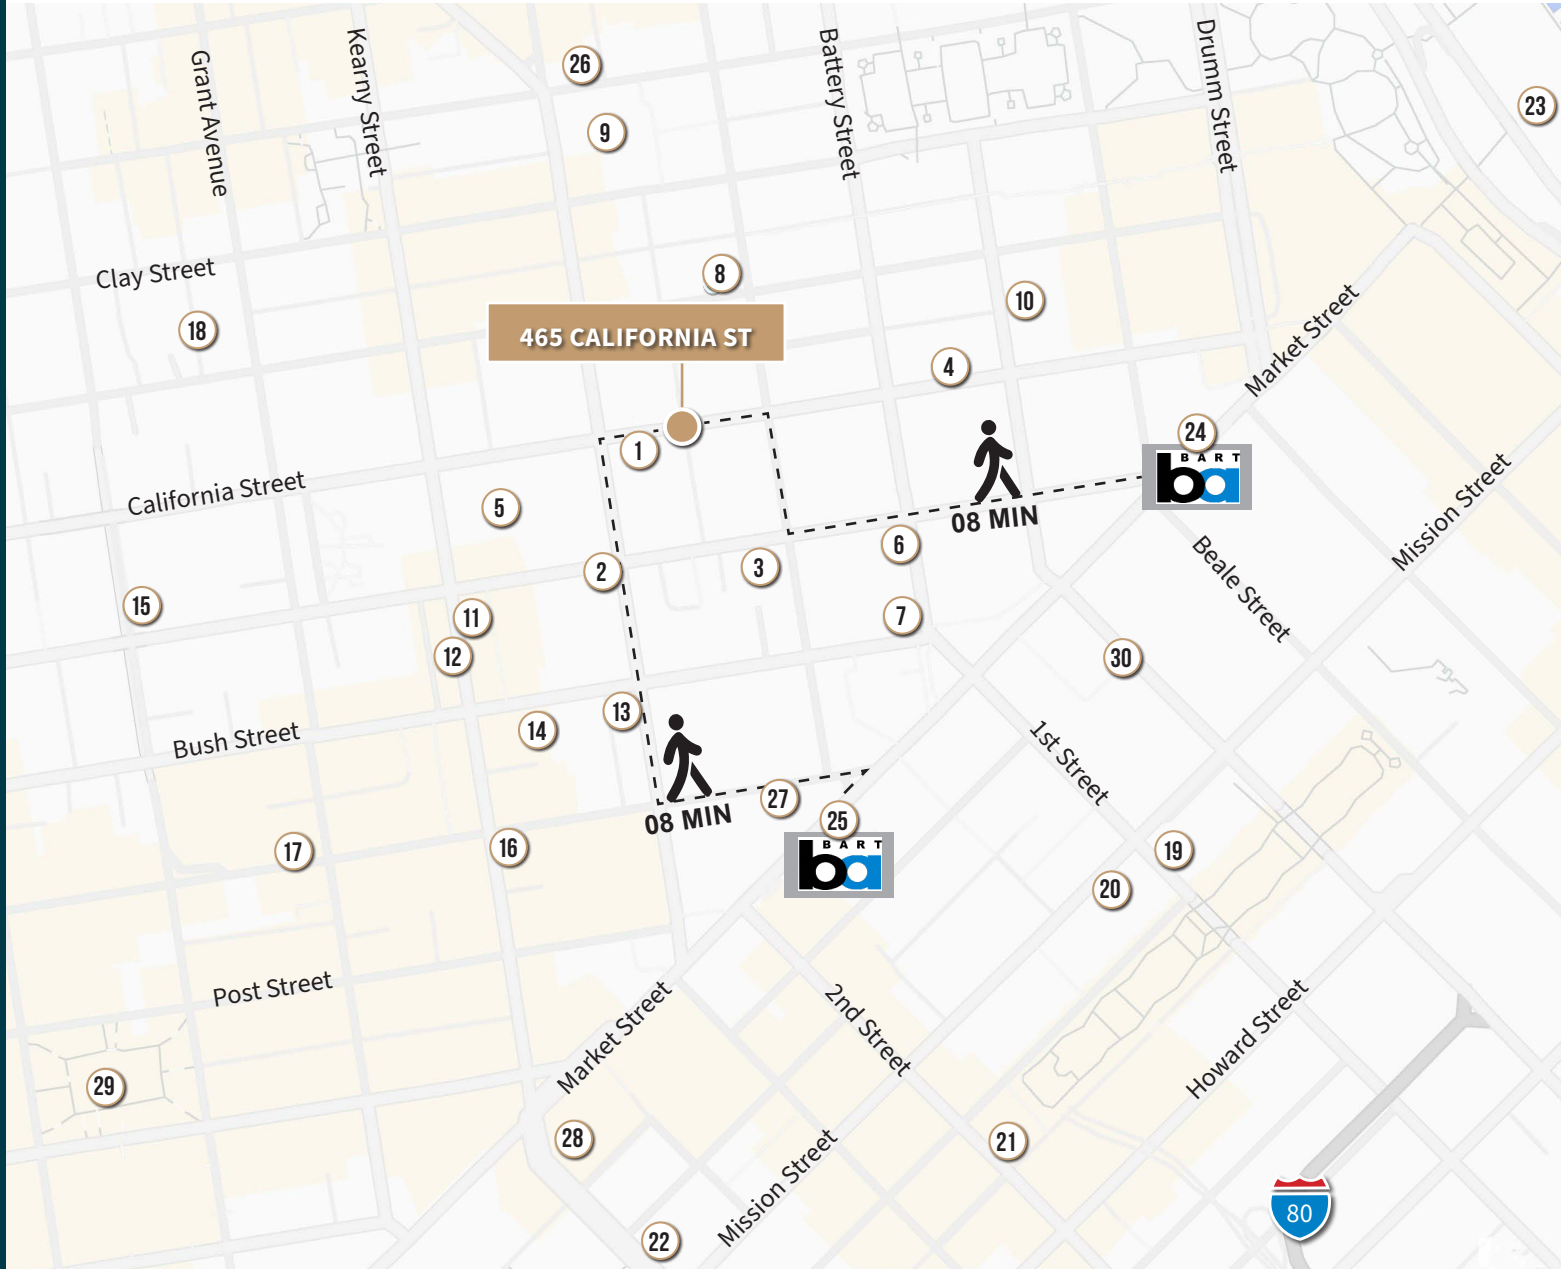 Grant Avenue
Kearny Street
26
9
Battery Street
Drumm Street
23
Clay Street
18
8
10
465 CALIFORNIA ST
4
Market Street
1
24
BART
ba
08 MIN
California Street
5
6
Mission Street
2
3
Beale Street
15
11
7
12
30
13
14
Bush Street
1st Street
27
08 MIN
25
BART
ba
17
16
19
20
Post Street
Market Street
2nd Street
Howard Street
29
28
21
Mission Street
22
80